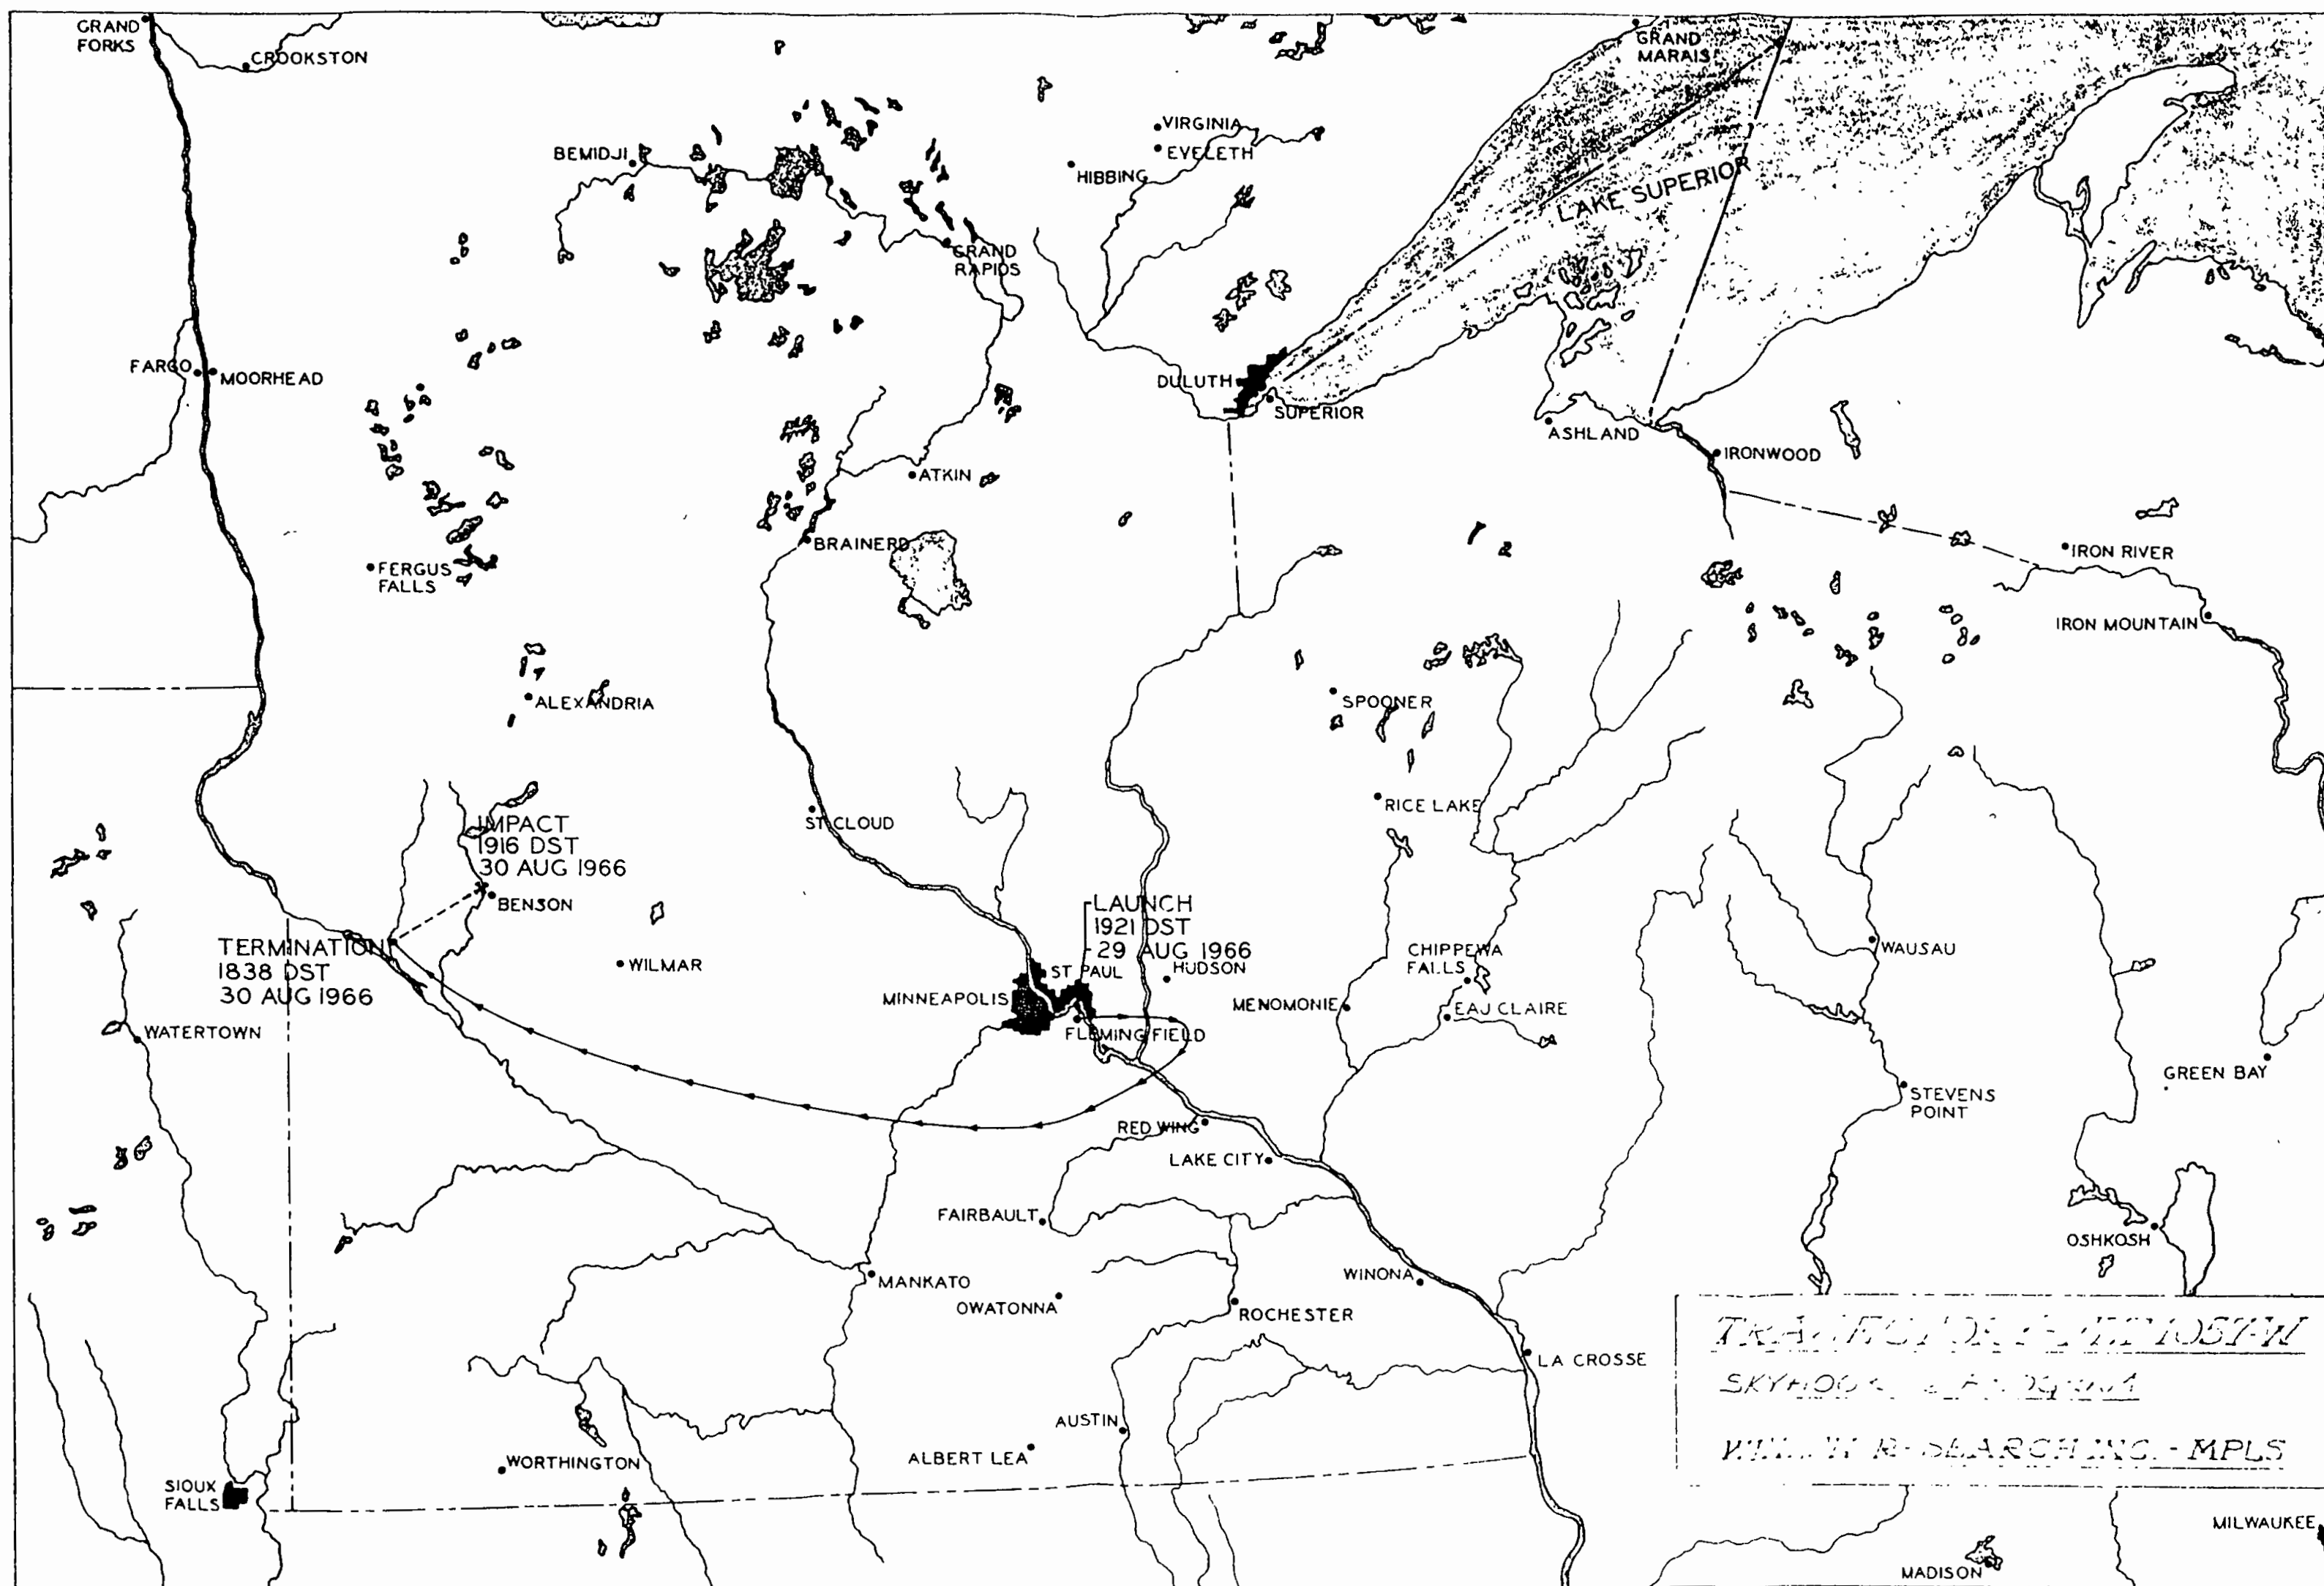 GRAND
FORKS
CROOKSTON
GRAND
MARAIS
VIRGINIA
EVELETH
HIBBING
BEMIDJI
LAKE SUPERIOR
GRAND
RAPIDS
FARGO
MOORHEAD
DULUTH
SUPERIOR
ASHLAND
IRONWOOD
ATKIN
BRAINERD
IRON RIVER
FERGUS
FALLS
IRON MOUNTAIN
ALEXANDRIA
SPOONER
RICE LAKE
ST. CLOUD
IMPACT
1916 DST
30 AUG 1966
BENSON
LAUNCH
1921 DST
29 AUG 1966
TERMINATION
1838 DST
30 AUG 1966
WILMAR
ST PAUL
HUDSON
CHIPPEWA
FALLS
WAUSAU
MINNEAPOLIS
MENOMONIE
EAU CLAIRE
FLEMING FIELD
WATERTOWN
GREEN BAY
STEVENS
POINT
RED WING
LAKE CITY
FAIRBAULT
OSHKOSH
MANKATO
WINONA
OWATONNA
ROCHESTER
LA CROSSE
SKYHOOK
AUSTIN
ALBERT LEA
- MPLS
WORTHINGTON
SIOUX
FALLS
MILWAUKEE
MADISON